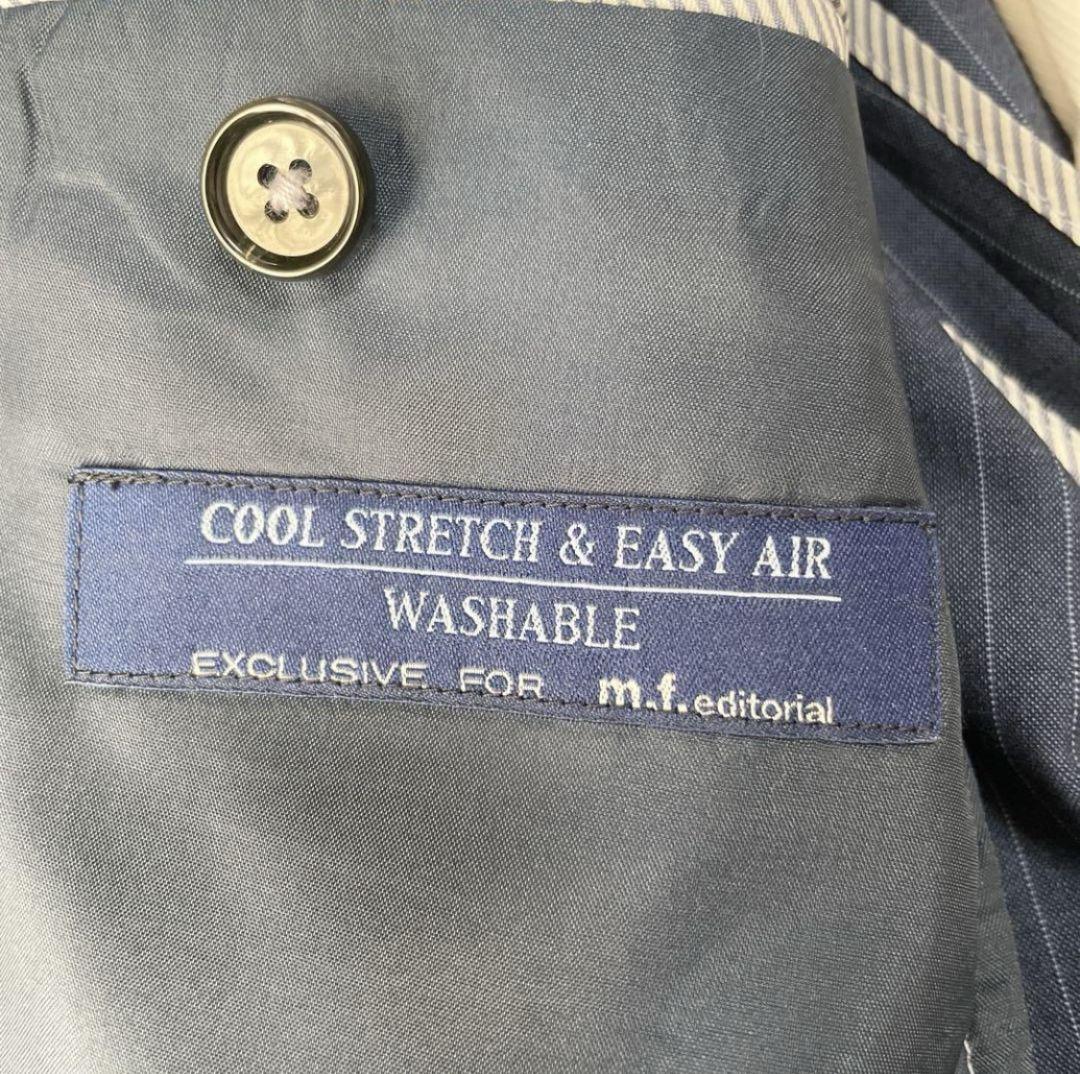 COOL STRETCH & EASY AIR
WASHABLE
EXCLUSIVE FOR m.f.editorial